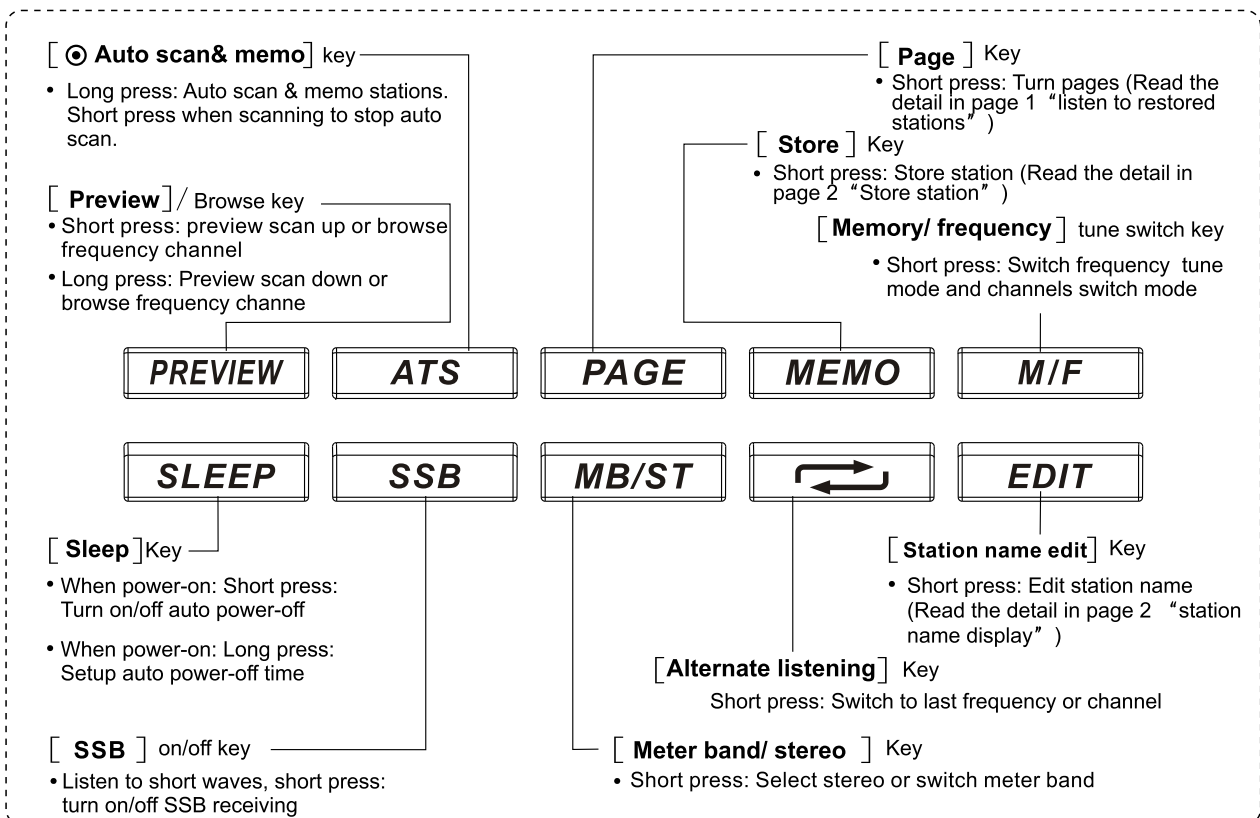 [ ⦿ Auto scan& memo] key
• Long press: Auto scan & memo stations.
Short press when scanning to stop auto
scan.
[ Preview]/ Browse key
• Short press: preview scan up or browse
frequency channel
• Long press: Preview scan down or
browse frequency channe
[ Page ] Key
• Short press: Turn pages (Read the
detail in page 1 “listen to restored
stations” )
[ Store ] Key
• Short press: Store station (Read the detail in
page 2 “Store station” )
[Memory/ frequency] tune switch key
• Short press: Switch frequency tune
mode and channels switch mode
PREVIEW
ATS
PAGE
MEMO
M/F
SLEEP
SSB
MB/ST
EDIT
[ Sleep]Key
• When power-on: Short press:
Turn on/off auto power-off
• When power-on: Long press:
Setup auto power-off time
[ SSB ] on/off key
• Listen to short waves, short press:
turn on/off SSB receiving
[Station name edit] Key
• Short press: Edit station name
(Read the detail in page 2 “station
name display” )
[Alternate listening] Key
Short press: Switch to last frequency or channel
[ Meter band/ stereo ] Key
• Short press: Select stereo or switch meter band